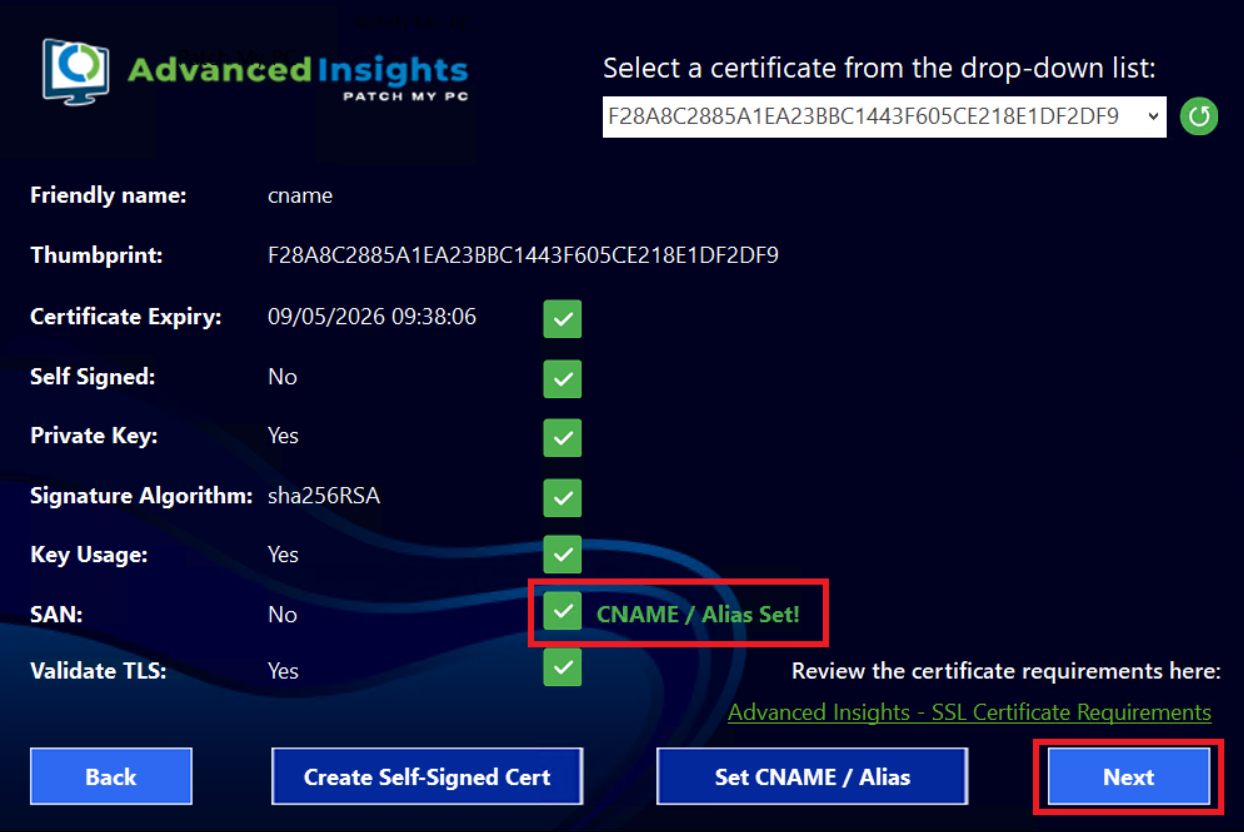 Advanced Insights
PATCH MY PC
Select a certificate from the drop-down list:
F28A8C2885A1EA23BBC1443F605CE218E1DF2DF9
Friendly name: cname
Thumbprint: F28A8C2885A1EA23BBC1443F605CE218E1DF2DF9
Certificate Expiry: 09/05/2026 09:38:06
Self Signed: No
Private Key: Yes
Signature Algorithm: sha256RSA
Key Usage: Yes
SAN: No CNAME / Alias Set!
Validate TLS: Yes
Review the certificate requirements here:
Advanced Insights - SSL Certificate Requirements
Back Create Self-Signed Cert Set CNAME / Alias Next